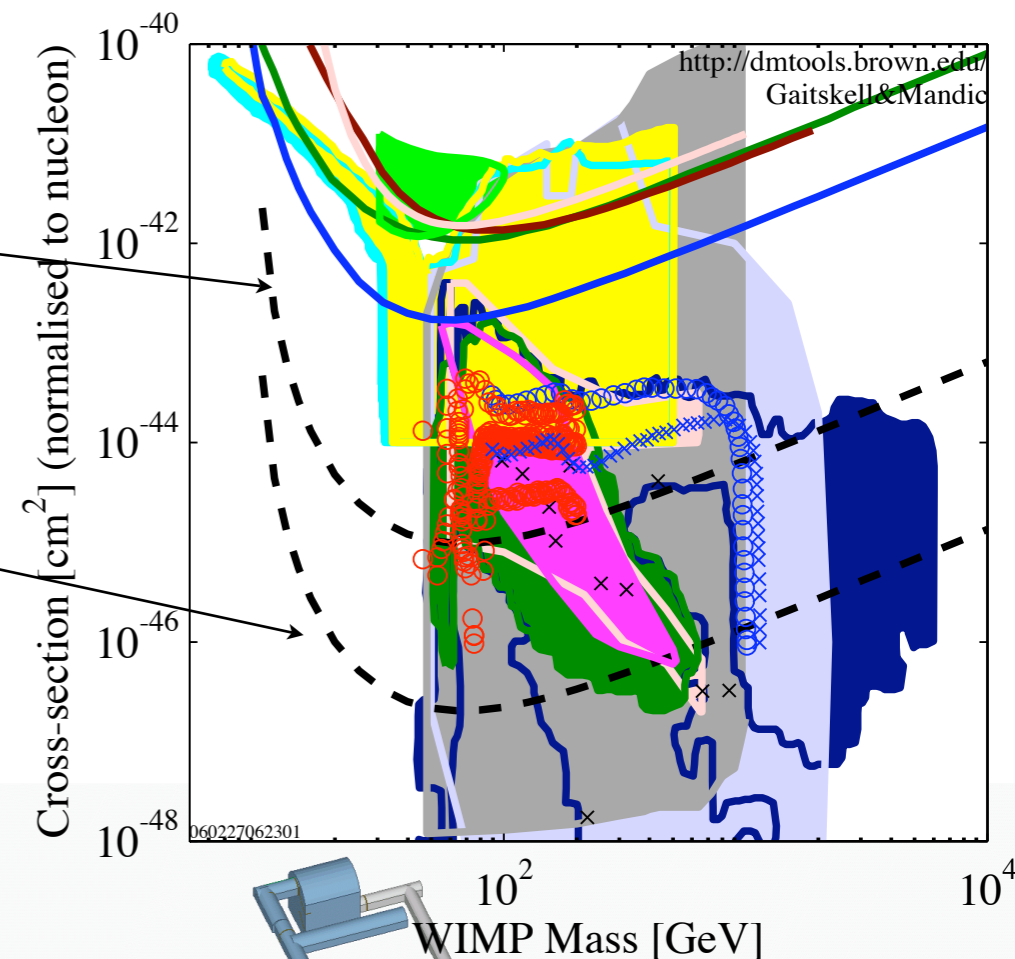 10^-40
http://dmtools.brown.edu/
Gaitskell&Mandic
10^-42
10^-44
10^-46
10^-48
Cross-section [cm^2] (normalised to nucleon)
060227062301
10^2
10^4
WIMP Mass [GeV]